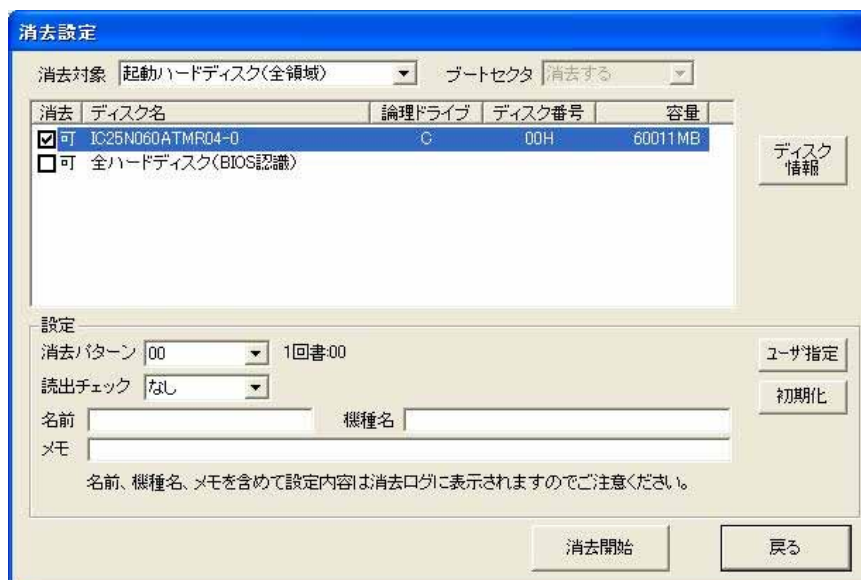 消去設定
消去対象 起動ハードディスク(全領域) ブートセクタ 消去する
消去 ディスク名 論理ドライブ ディスク番号 容量
可 IC25N060ATMR04-0 C 00H 60011MB
可 全ハードディスク(BIOS認識)
ディスク
情報
設定
消去パターン 00 1回書:00
ユーザ指定
読出チェック なし
初期化
名前 機種名
メモ
名前、機種名、メモを含めて設定内容は消去ログに表示されますのでご注意ください。
消去開始 戻る